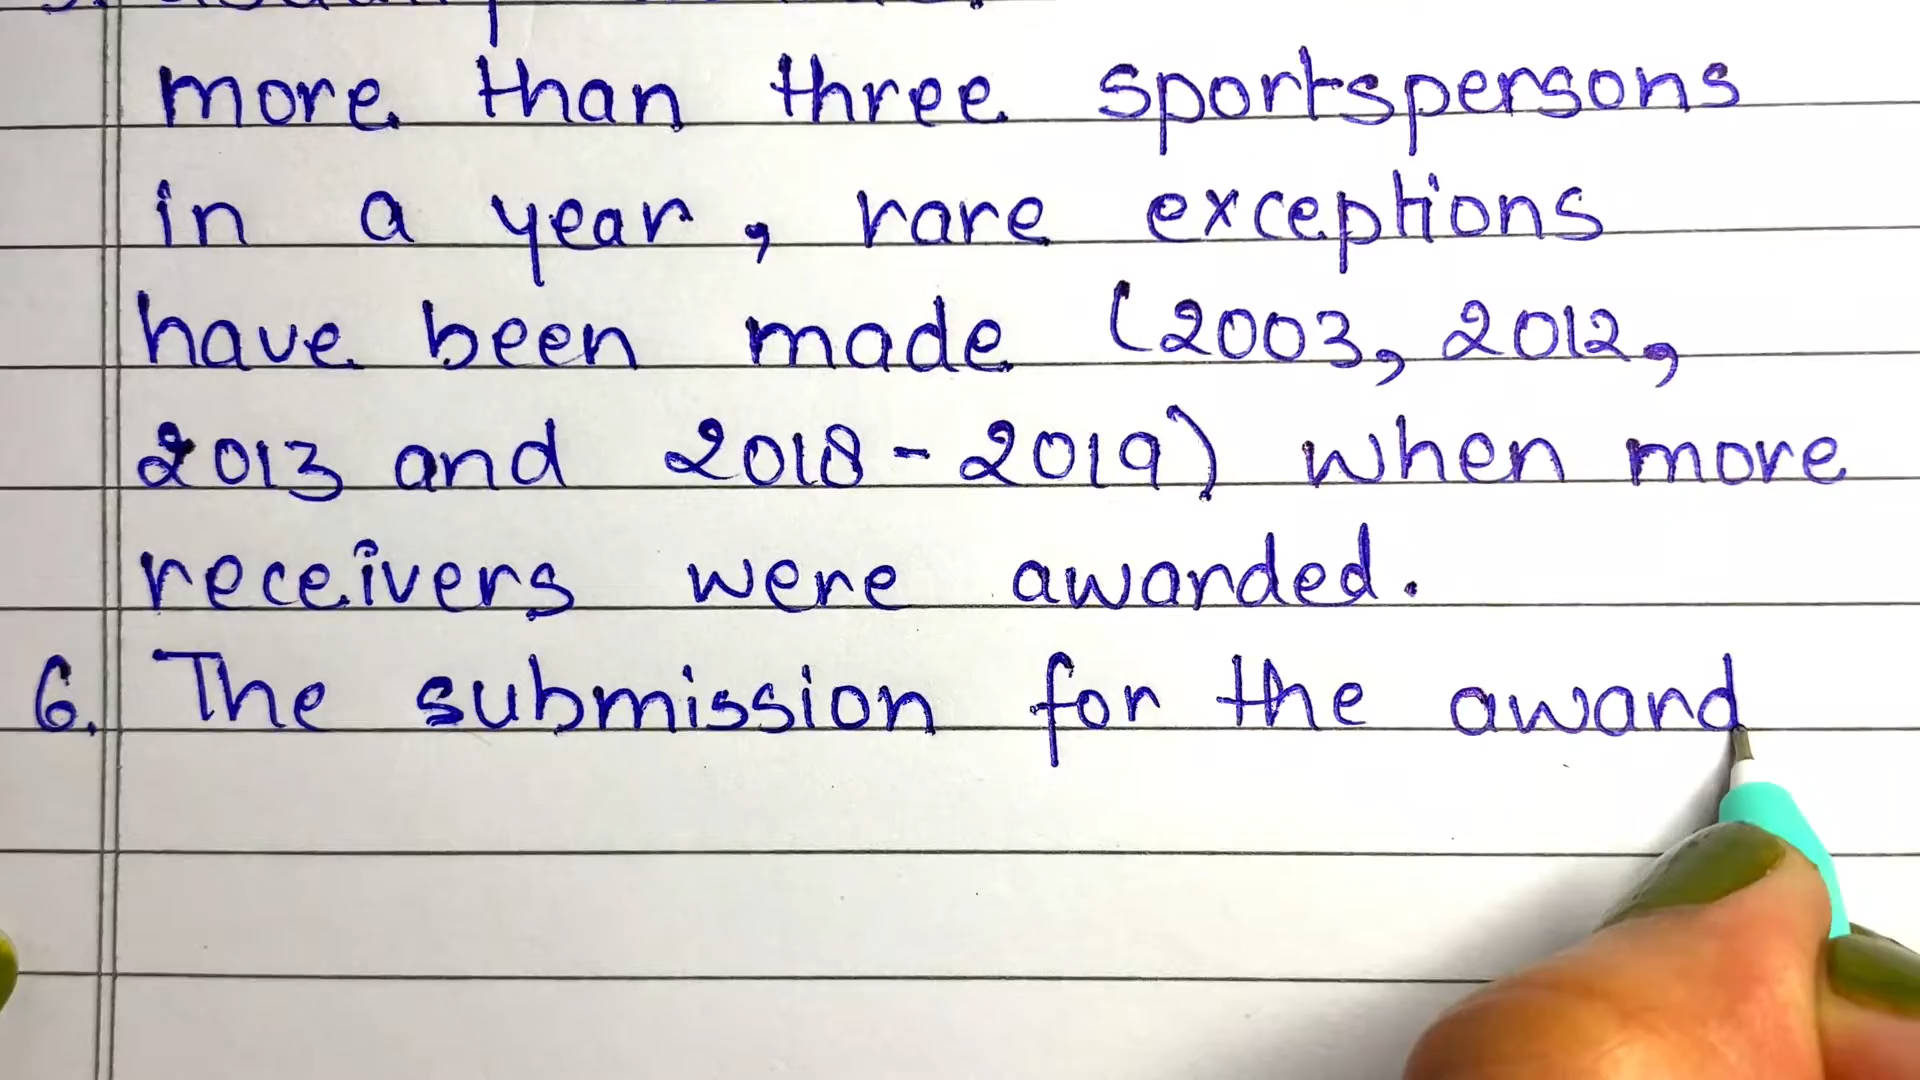 more than three sportspersons
in a year, rare exceptions
have been made (2003, 2012,
2013 and 2018-2019) when more
receivers were awarded.
6. The submission for the award